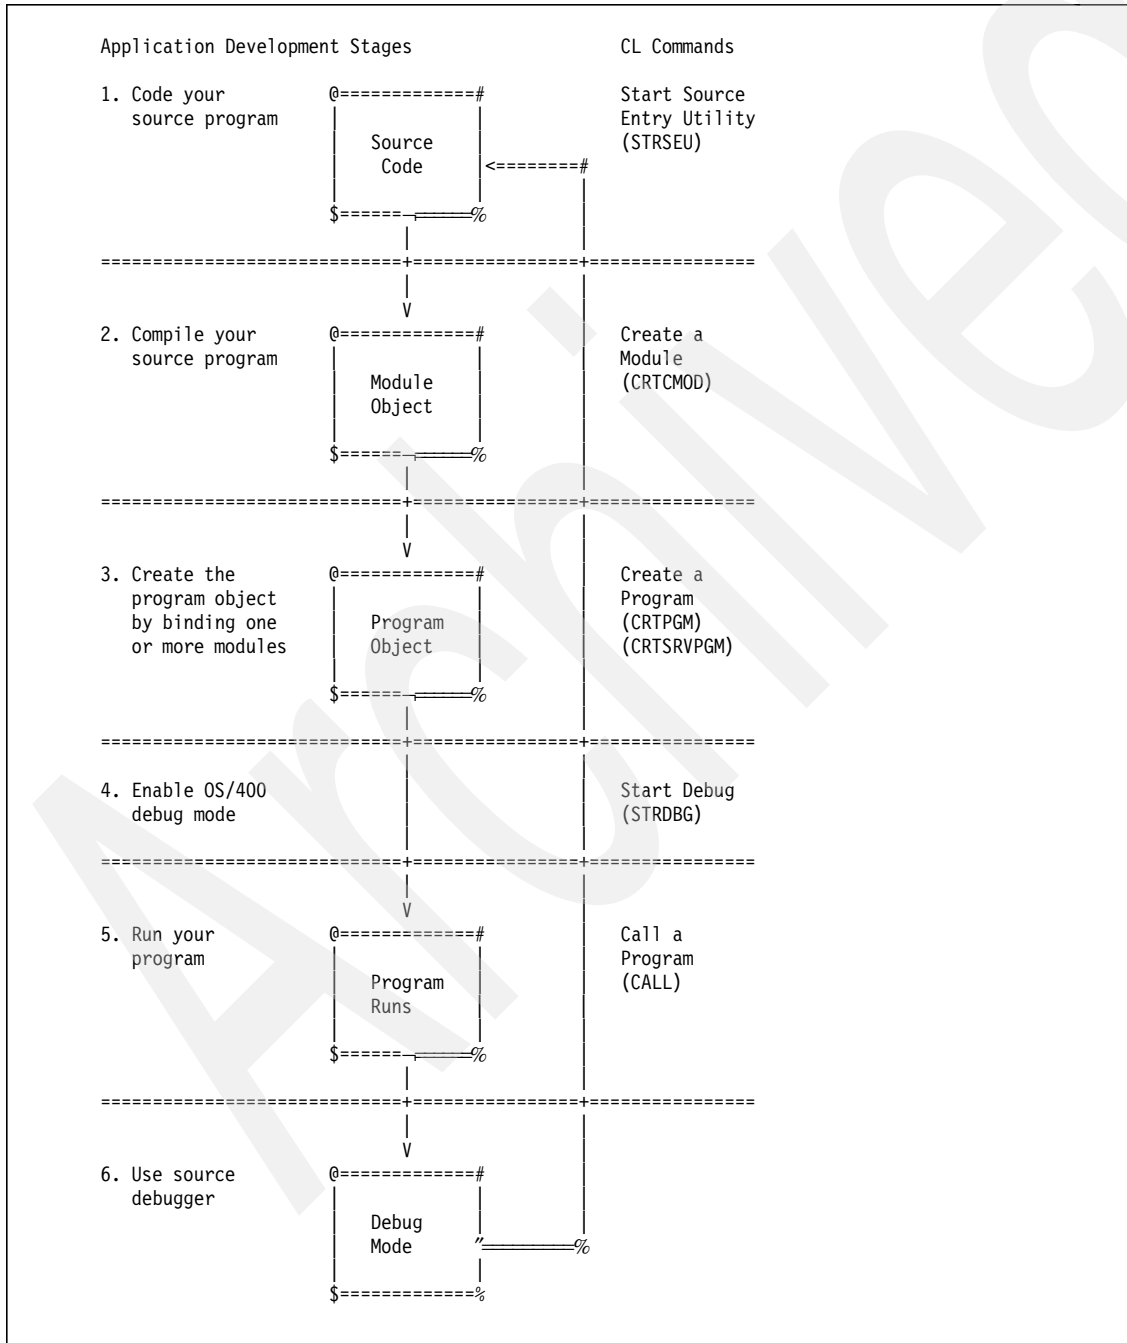 Application Development Stages CL Commands
1. Code your @=============# Start Source
source program | | Entry Utility
| Source | (STRSEU)
| Code |<========#
| | |
$======¬══════% |
| |
=============================+================+================
| |
V |
2. Compile your @=============# | Create a
source program | | | Module
| Module | | (CRTCMOD)
| Object | |
| | |
$======¬══════% |
| |
=============================+================+================
| |
V |
3. Create the @=============# | Create a
program object | | | Program
by binding one | Program | | (CRTPGM)
or more modules | Object | | (CRTSRVPGM)
| | |
$======¬══════% |
| |
=============================+================+================
| |
4. Enable OS/400 | | Start Debug
debug mode | | (STRDBG)
| |
=============================+================+================
| |
V |
5. Run your @=============# | Call a
program | | | Program
| Program | | (CALL)
| Runs | |
| | |
$======¬══════% |
| |
=============================+================+================
| |
V |
6. Use source @=============# |
debugger | | |
| Debug | |
| Mode "═════════%
| |
$=============%
Archived